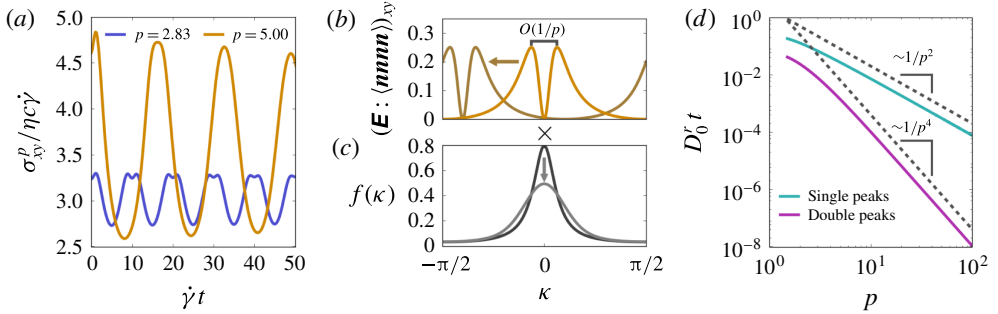 (a)
p = 2.83 p = 5.00
5.0
4.5
4.0
3.5
3.0
2.5
σ^p_xy/ηcγ̇
0 10 20 30 40 50
γ̇ t
(b)
O(1/p)
0.3
0.2
0.1
0
(E : ⟨nnnn⟩)_xy
×
(c)
0.8
0.6
0.4
0.2
0
f(κ)
−π/2 0 π/2
κ
(d)
10^0
10^−2
10^−4
10^−6
10^−8
D^r_0 t
~1/p^2
~1/p^4
Single peaks
Double peaks
10^0 10^1 10^2
p